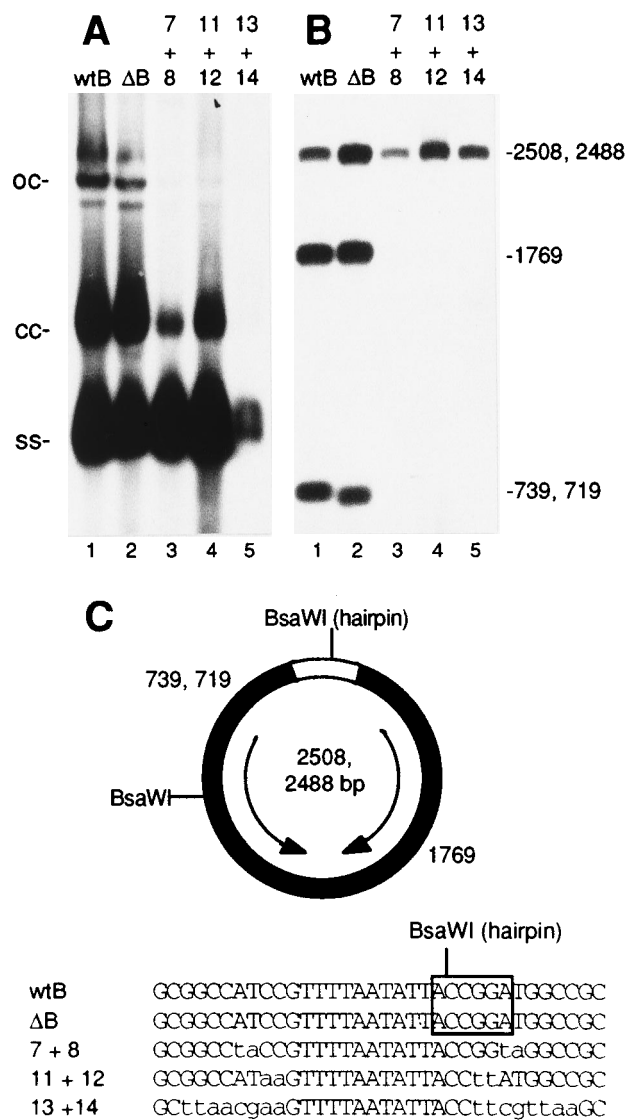 A 7 11 13 B 7 11 13
+ + + + + +
wtB ΔB 8 12 14 wtB ΔB 8 12 14
oc-
cc-
ss-
-2508, 2488
-1769
-739, 719
1 2 3 4 5 1 2 3 4 5
C
BsaWI (hairpin)
739, 719
2508,
2488 bp
BsaWI
1769
BsaWI (hairpin)
wtB GCGGCCATCCGTTTTAATATTACCGGATGGCCGC
ΔB GCGGCCATCCGTTTTAATATTACCGGATGGCCGC
7 + 8 GCGGCCtaCCGTTTTAATATTACCGGtaGGCCGC
11 + 12 GCGGCCATaaGTTTTAATATTACCttATGGCCGC
13 +14 GCttaacgaaGTTTTAATATTACCttcgttaaGC